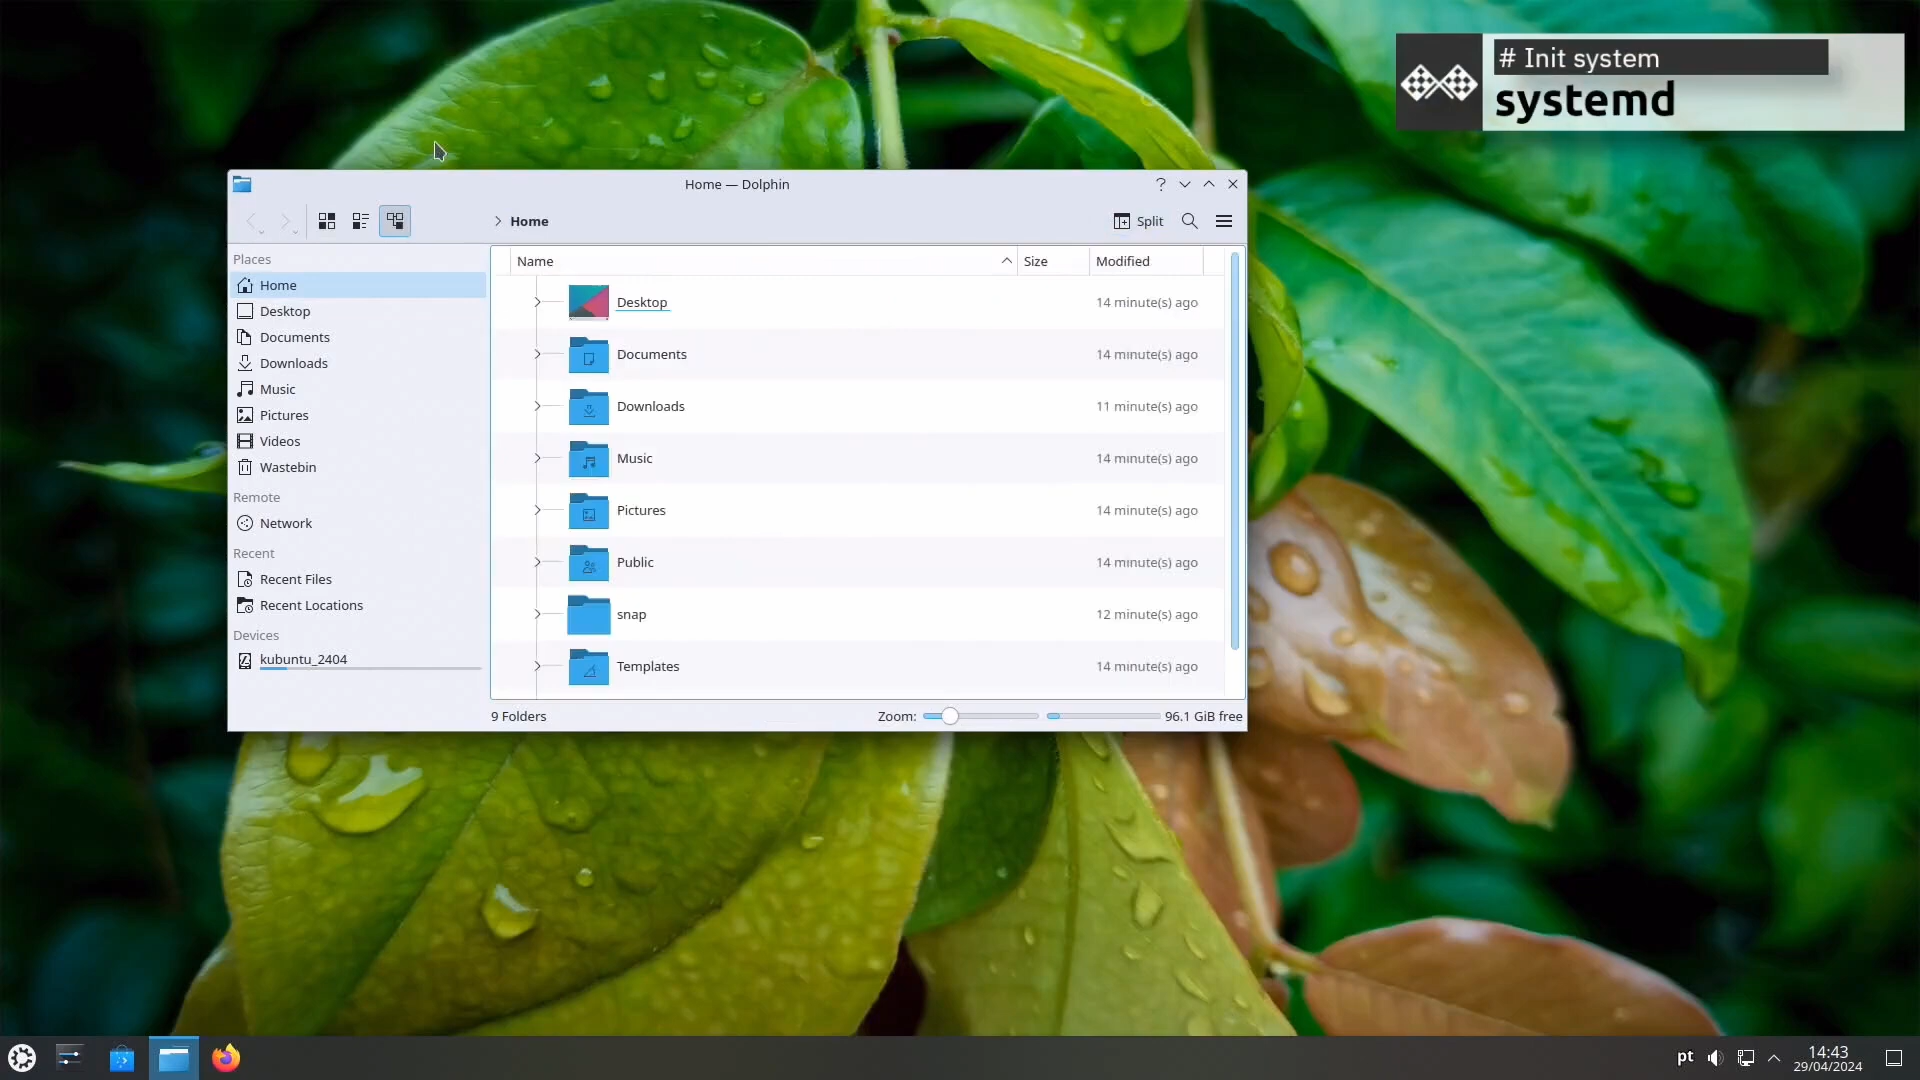 # Init system
systemd
Home — Dolphin
Home
Split
Places
Home
Desktop
Documents
Downloads
Music
Pictures
Videos
Wastebin
Remote
Network
Recent
Recent Files
Recent Locations
Devices
kubuntu_2404
Name Size Modified
Desktop 14 minute(s) ago
Documents 14 minute(s) ago
Downloads 11 minute(s) ago
Music 14 minute(s) ago
Pictures 14 minute(s) ago
Public 14 minute(s) ago
snap 12 minute(s) ago
Templates 14 minute(s) ago
9 Folders Zoom: 96.1 GiB free
pt 14:43
29/04/2024